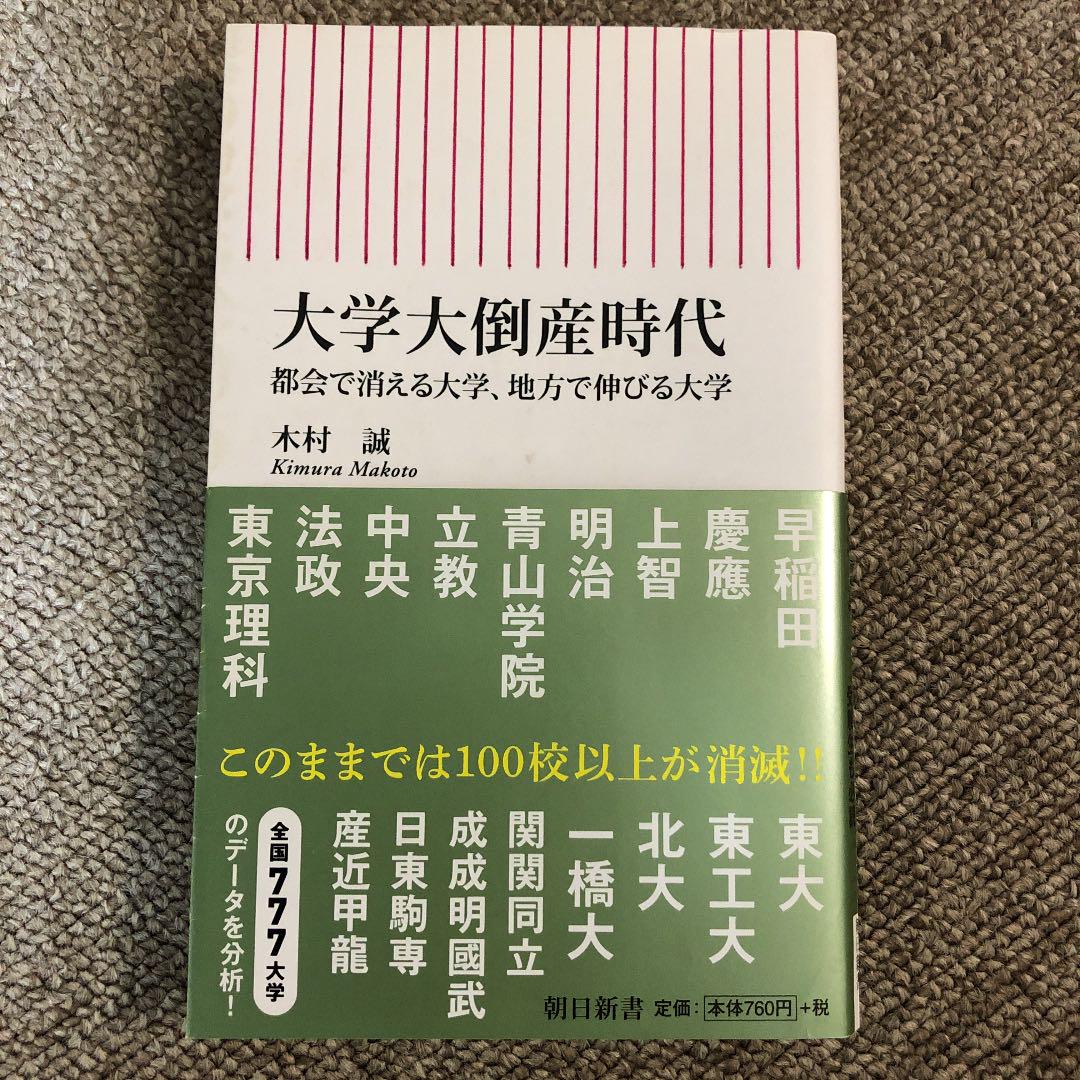 大学大倒産時代
都会で消える大学、地方で伸びる大学
木村 誠
Kimura Makoto
早稲田
慶應
上智
明治
青山学院
立教
中央
法政
東京理科
このままでは100校以上が消滅!!
東大
東工大
北大
一橋大
関関同立
成成明國武
日東駒専
産近甲龍
全国777大学
のデータを分析!
朝日新書 定価:本体760円+税